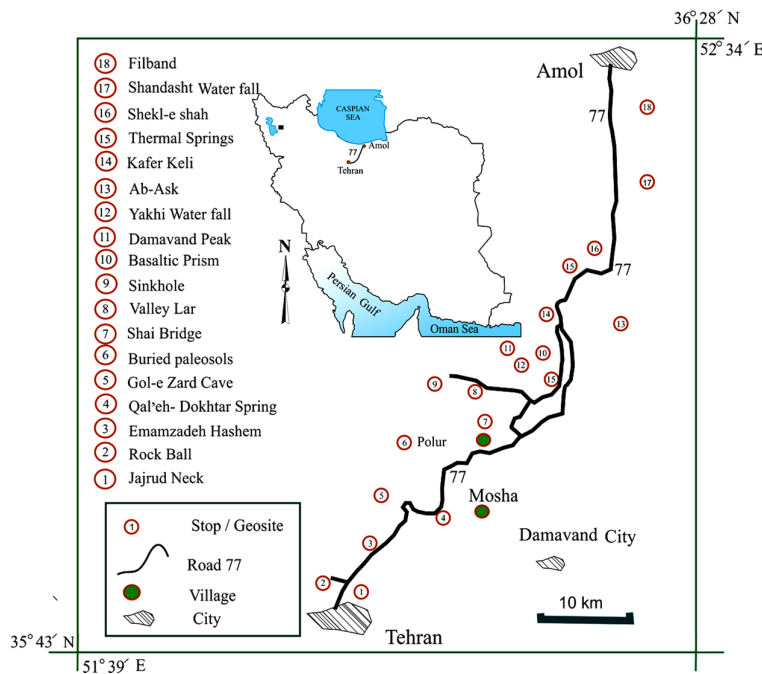 36° 28´ N
52° 34´ E
18 Filband
17 Shandasht Water fall
16 Shekl-e shah
15 Thermal Springs
14 Kafer Keli
13 Ab-Ask
12 Yakhi Water fall
11 Damavand Peak
10 Basaltic Prism
9 Sinkhole
8 Valley Lar
7 Shai Bridge
6 Buried paleosols
5 Gol-e Zard Cave
4 Qal’eh- Dokhtar Spring
3 Emamzadeh Hashem
2 Rock Ball
1 Jajrud Neck
CASPIAN
SEA
77
Amol
Tehran
N
Persian Gulf
Oman Sea
Amol
77
18
17
16
15
77
14
13
11
10
12
15
9
8
7
6 Polur
77
5
Mosha
4
3
Damavand City
2
1
10 km
Tehran
1 Stop / Geosite
Road 77
Village
City
35° 43´ N
51° 39´ E